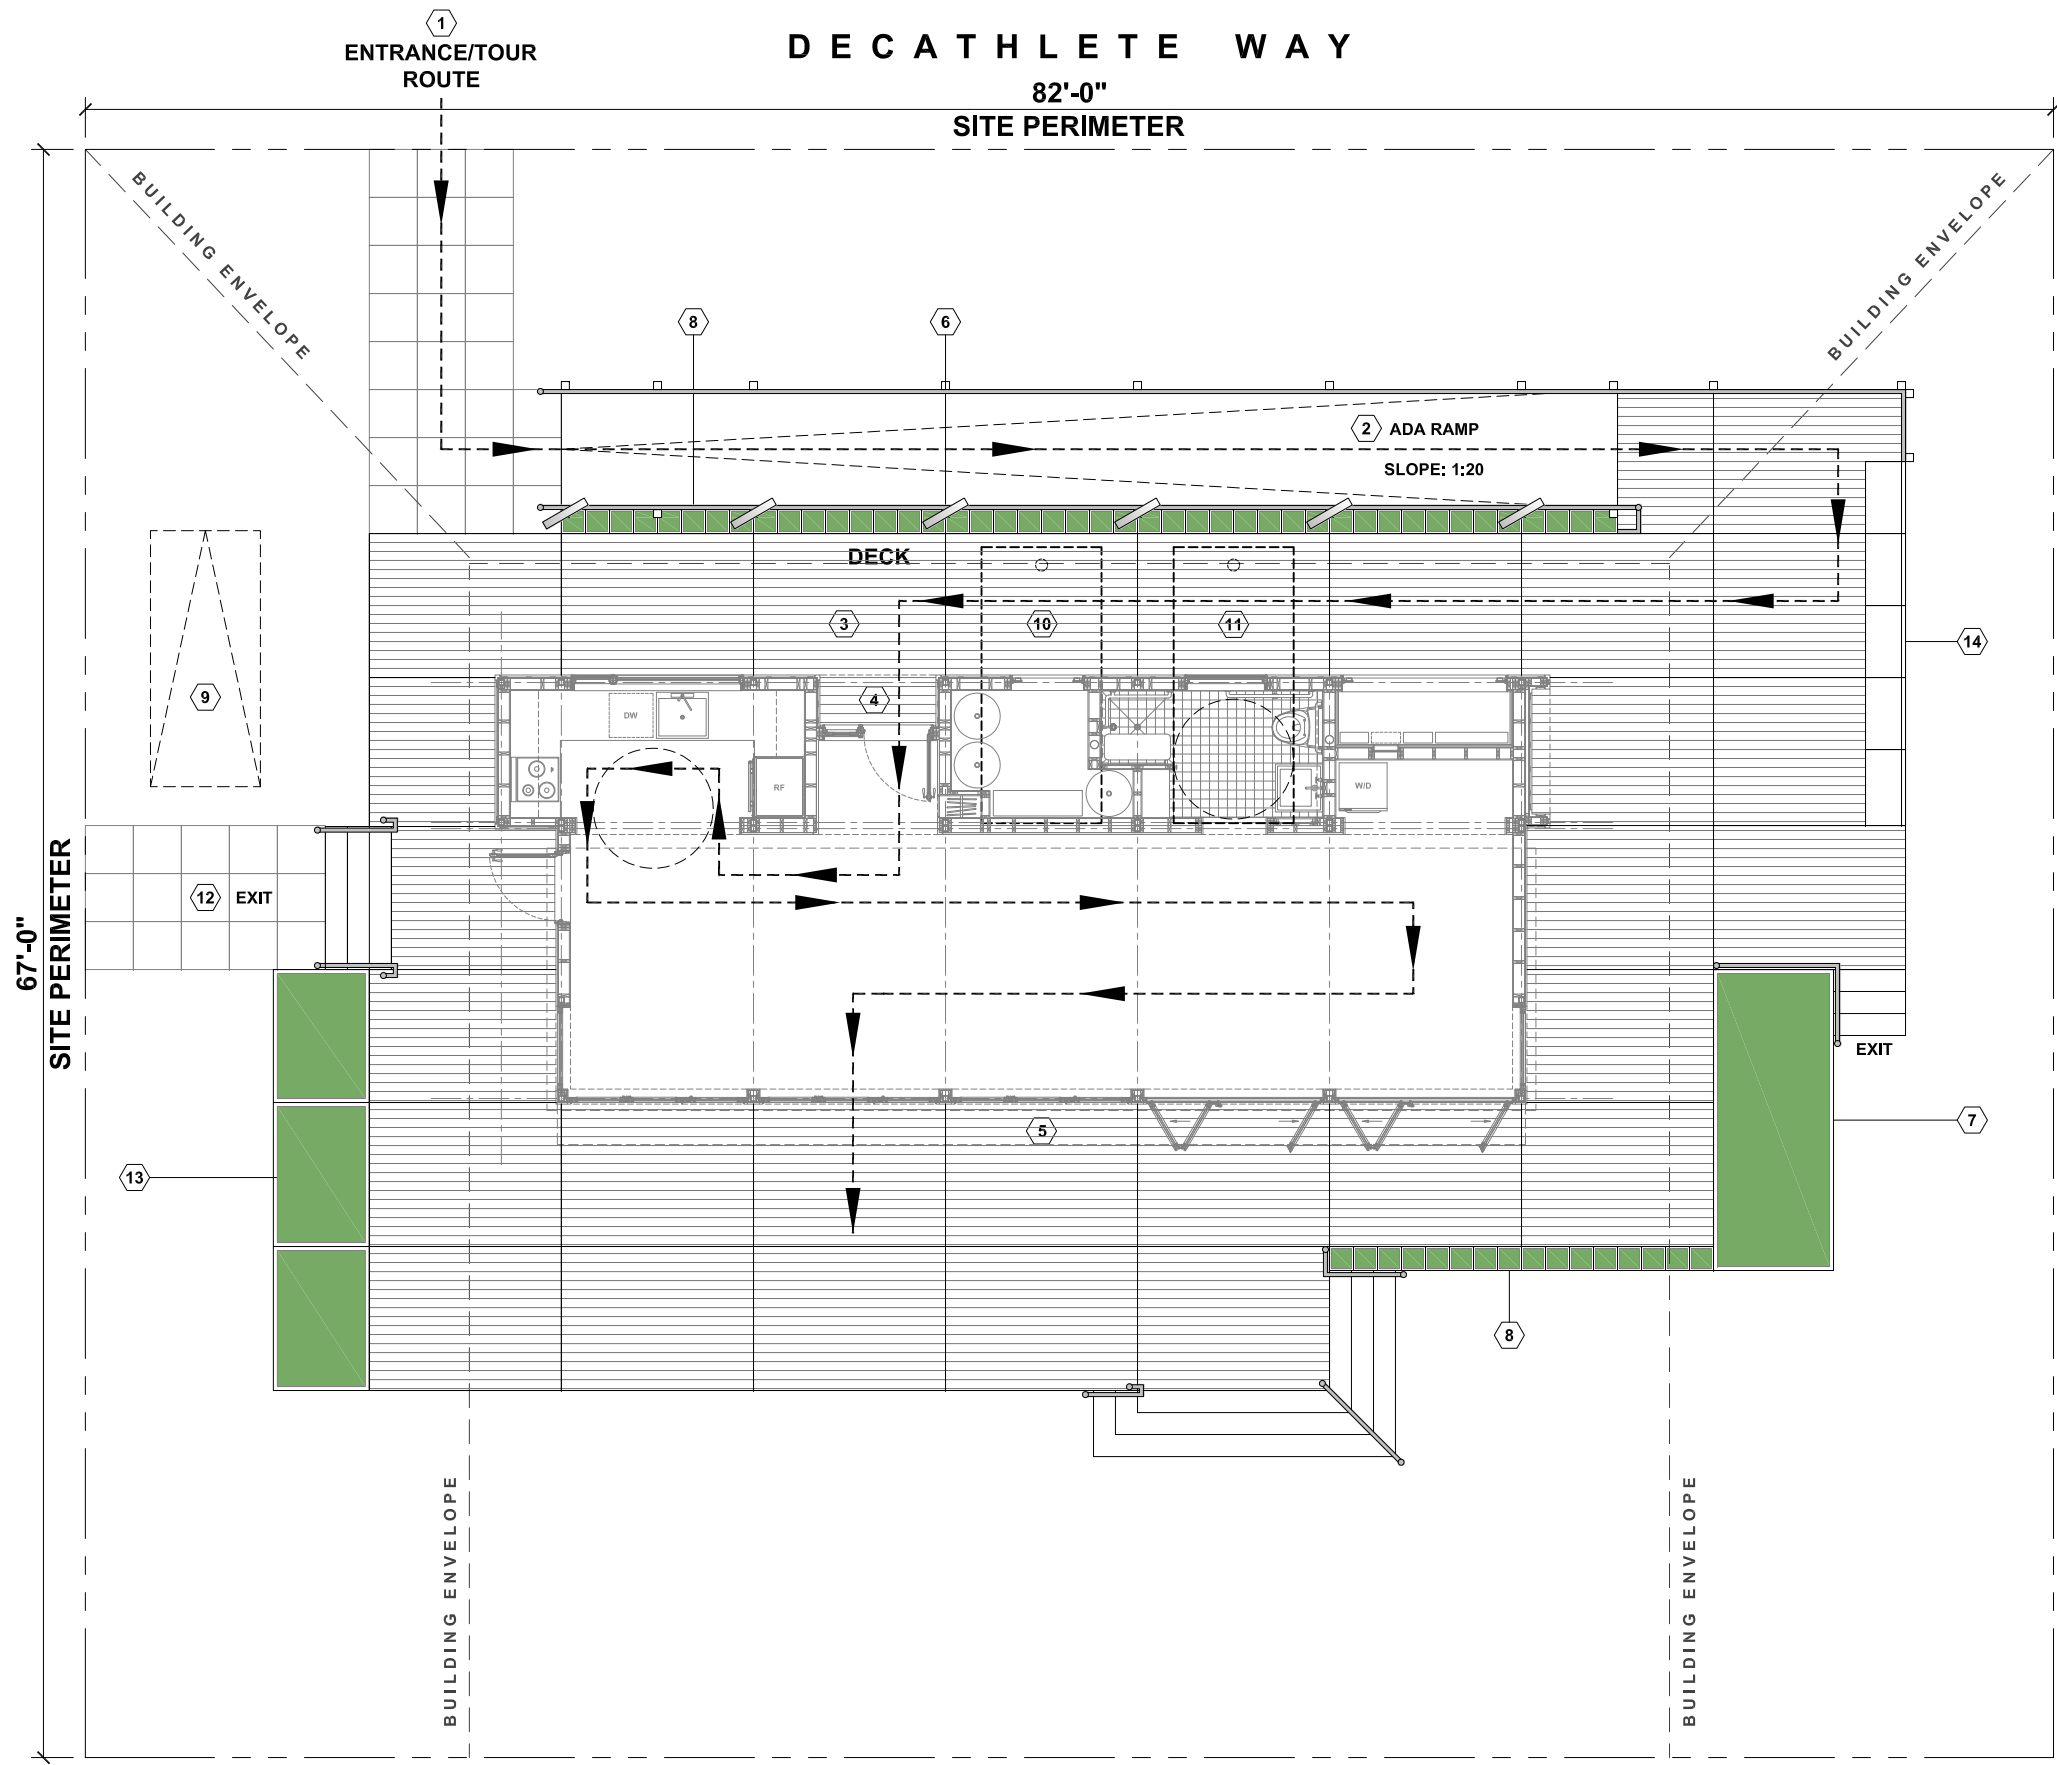 1
ENTRANCE/TOUR
ROUTE
DECATHLETE WAY
82'-0"
SITE PERIMETER
BUILDING ENVELOPE
BUILDING ENVELOPE
8
6
2
ADA RAMP
SLOPE: 1:20
DECK
3
10
11
14
9
4
DW
RF
W/D
67'-0"
SITE PERIMETER
12
EXIT
EXIT
5
7
13
8
BUILDING ENVELOPE
BUILDING ENVELOPE